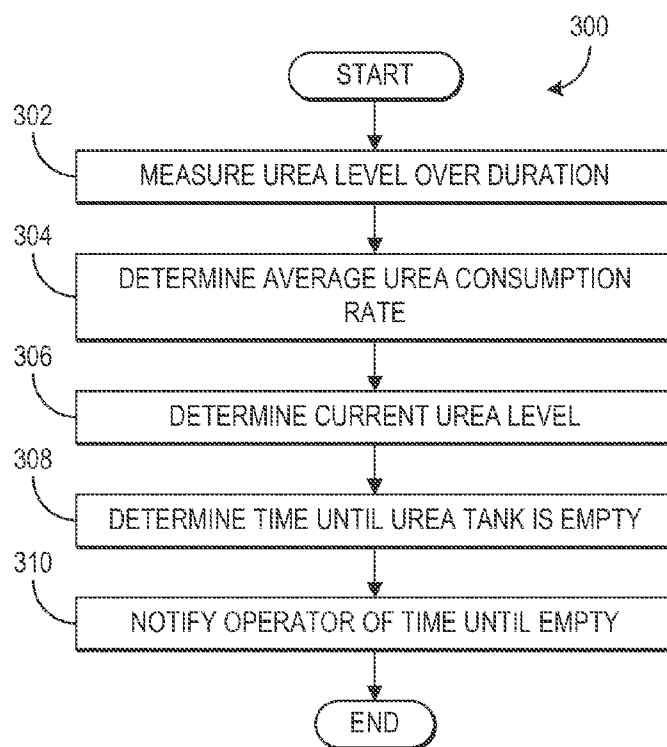 300
START
302
MEASURE UREA LEVEL OVER DURATION
304
DETERMINE AVERAGE UREA CONSUMPTION
RATE
306
DETERMINE CURRENT UREA LEVEL
308
DETERMINE TIME UNTIL UREA TANK IS EMPTY
310
NOTIFY OPERATOR OF TIME UNTIL EMPTY
END